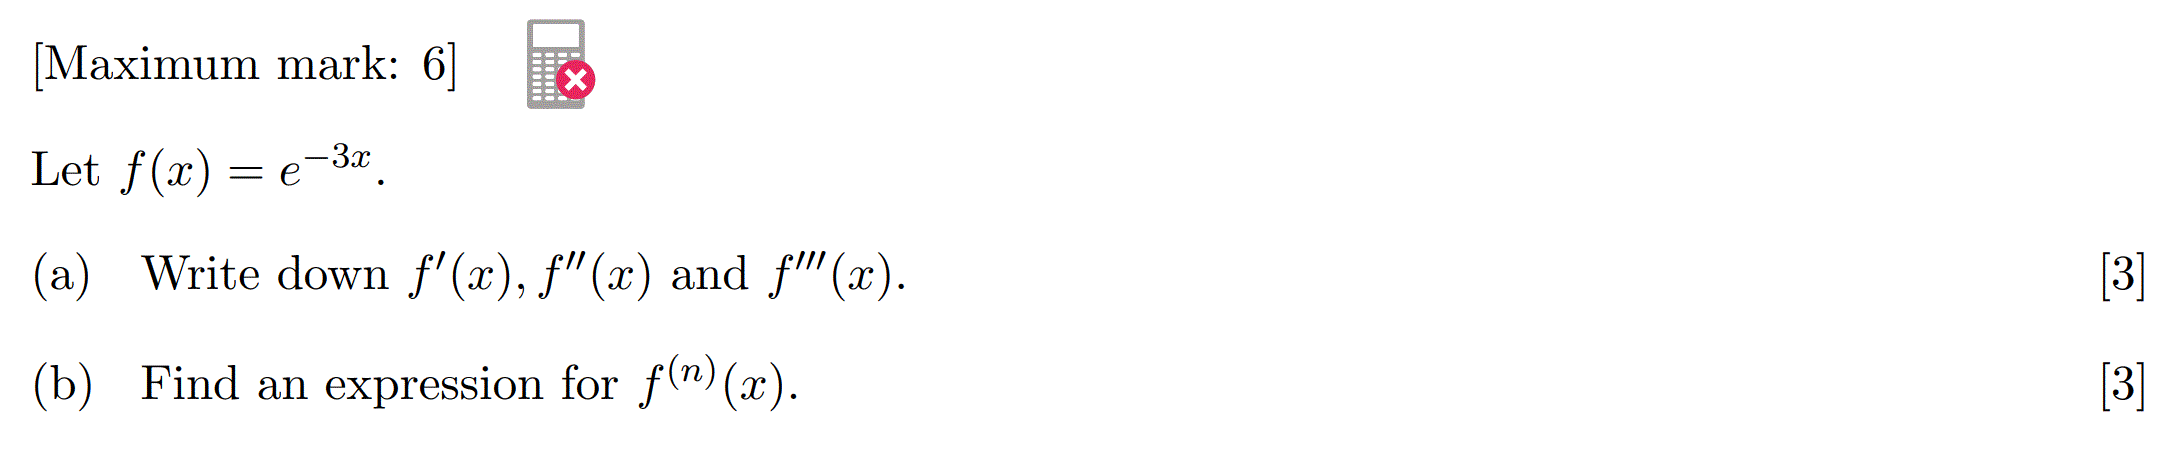 [Maximum mark: 6]
Let f(x) = e^{-3x}.
(a) Write down f′(x), f″(x) and f‴(x). [3]
(b) Find an expression for f^{(n)}(x). [3]